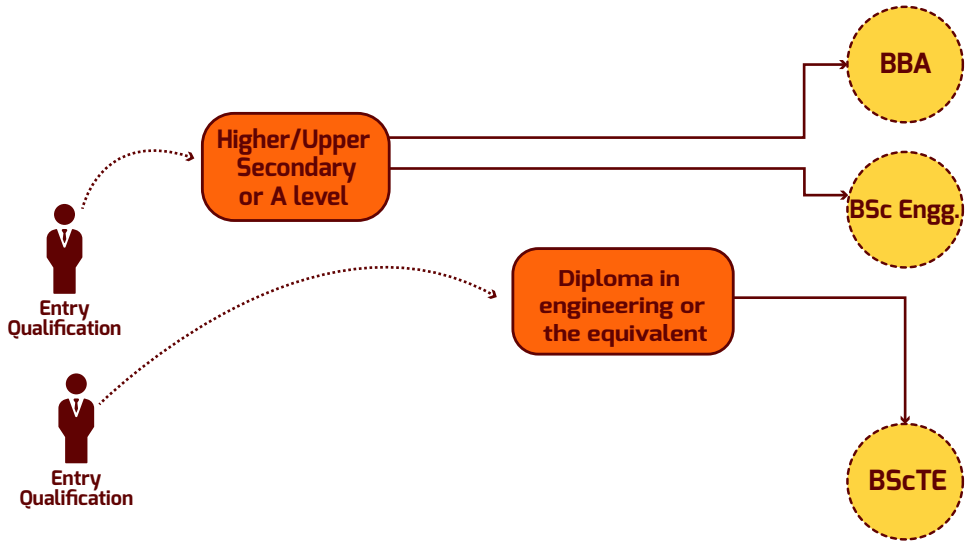 BBA
Higher/Upper
Secondary
or A level
BSc Engg.
Entry
Qualification
Diploma in
engineering or
the equivalent
Entry
Qualification
BScTE